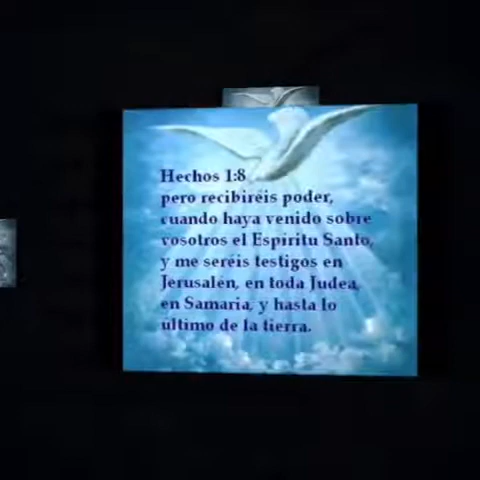 Hechos 1:8
pero recibiréis poder,
cuando haya venido sobre
vosotros el Espíritu Santo,
y me seréis testigos en
Jerusalén, en toda Judea,
en Samaria, y hasta lo
último de la tierra.